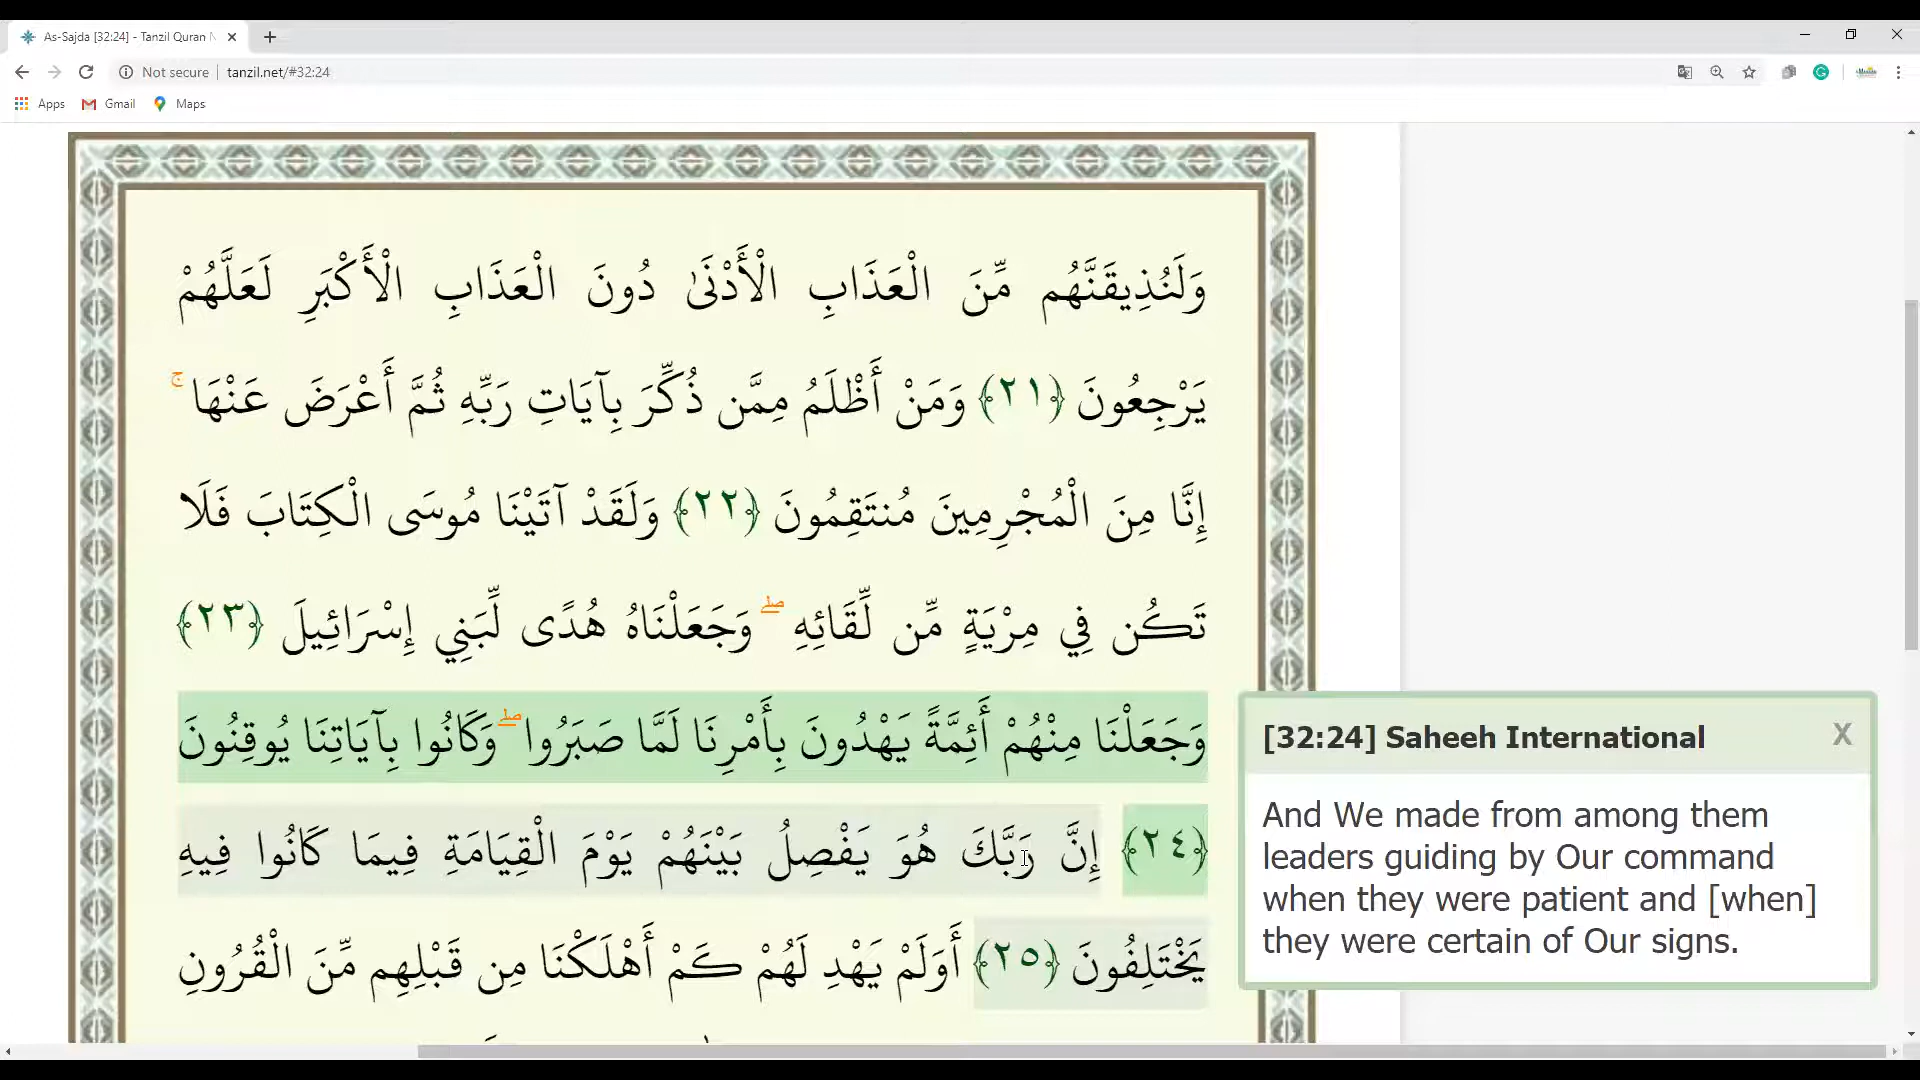 As-Sajda [32:24] - Tanzil Quran N
Not secure
tanzil.net/#32:24
Apps
Gmail
Maps
وَلَنُذِيقَنَّهُم مِّنَ الْعَذَابِ الْأَدْنَىٰ دُونَ الْعَذَابِ الْأَكْبَرِ لَعَلَّهُمْ
يَرْجِعُونَ ﴿٢١﴾ وَمَنْ أَظْلَمُ مِمَّن ذُكِّرَ بِآيَاتِ رَبِّهِ ثُمَّ أَعْرَضَ عَنْهَا ۚ
إِنَّا مِنَ الْمُجْرِمِينَ مُنتَقِمُونَ ﴿٢٢﴾ وَلَقَدْ آتَيْنَا مُوسَى الْكِتَابَ فَلَا
تَكُن فِي مِرْيَةٍ مِّن لِّقَائِهِ ۖ وَجَعَلْنَاهُ هُدًى لِّبَنِي إِسْرَائِيلَ ﴿٢٣﴾
وَجَعَلْنَا مِنْهُمْ أَئِمَّةً يَهْدُونَ بِأَمْرِنَا لَمَّا صَبَرُوا ۖ وَكَانُوا بِآيَاتِنَا يُوقِنُونَ
﴿٢٤﴾ إِنَّ رَبَّكَ هُوَ يَفْصِلُ بَيْنَهُمْ يَوْمَ الْقِيَامَةِ فِيمَا كَانُوا فِيهِ
يَخْتَلِفُونَ ﴿٢٥﴾ أَوَلَمْ يَهْدِ لَهُمْ كَمْ أَهْلَكْنَا مِن قَبْلِهِم مِّنَ الْقُرُونِ
[32:24] Saheeh International
X
And We made from among them
leaders guiding by Our command
when they were patient and [when]
they were certain of Our signs.